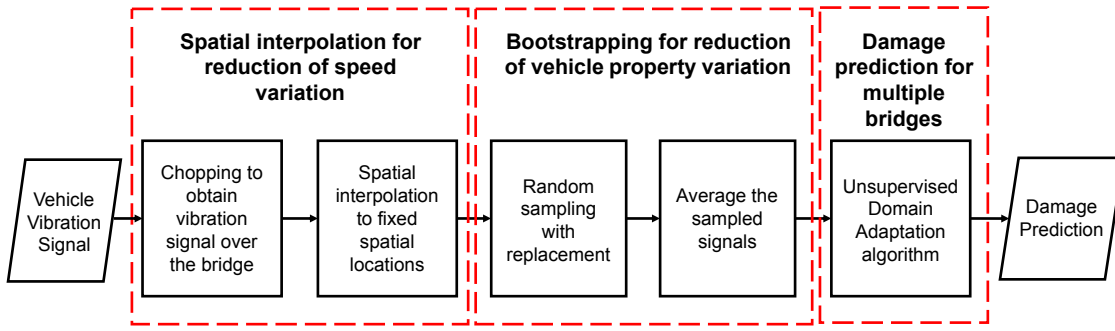 Spatial interpolation for
reduction of speed
variation
Bootstrapping for reduction
of vehicle property variation
Damage
prediction for
multiple
bridges
Vehicle
Vibration
Signal
Chopping to
obtain
vibration
signal over
the bridge
Spatial
interpolation
to fixed
spatial
locations
Random
sampling
with
replacement
Average the
sampled
signals
Unsupervised
Domain
Adaptation
algorithm
Damage
Prediction